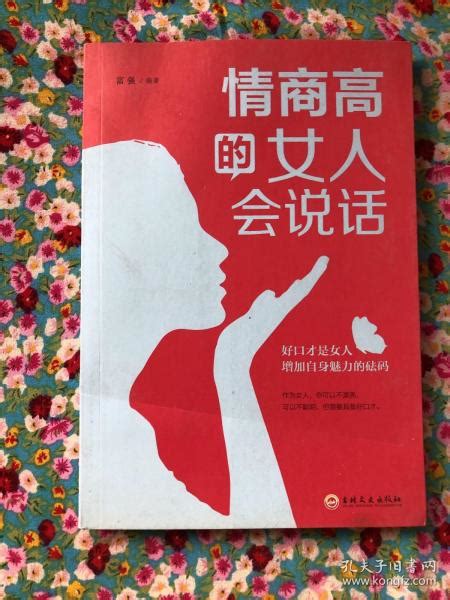 富强 / 编著
情商高
的女人
会说话
好口才是女人
增加自身魅力的砝码
作为女人，你可以不漂亮，
可以不聪明，但需要具备好口才。
吉林文史出版社
孔夫子旧书网
www.kongfz.com